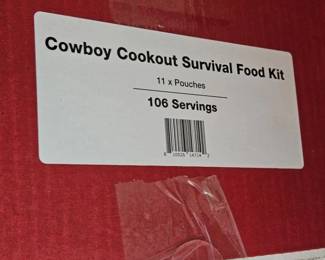 Cowboy Cookout Survival Food Kit
11 x Pouches
106 Servings